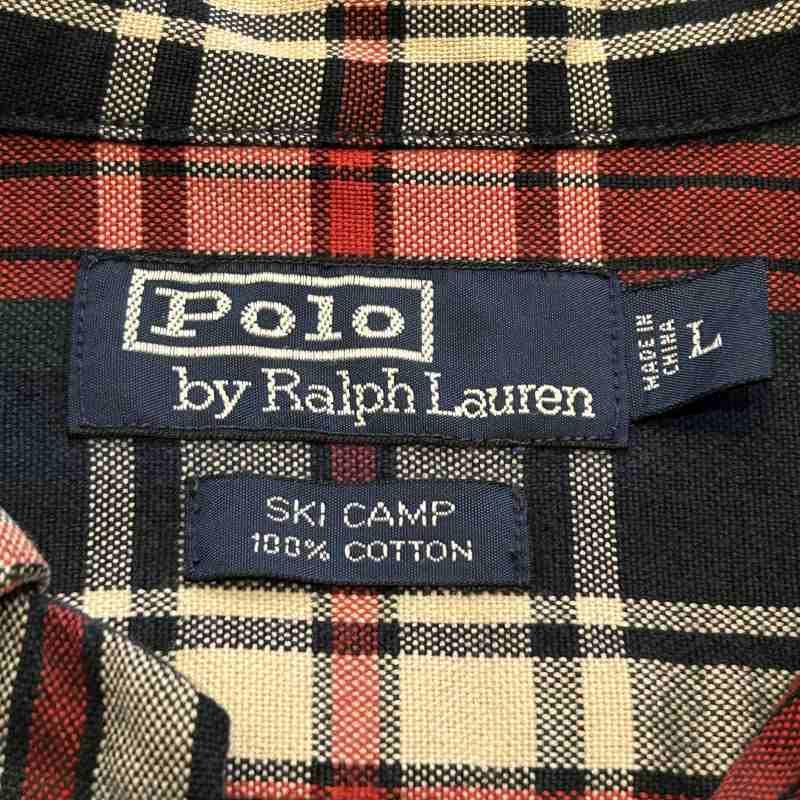 Polo
by Ralph Lauren
MADE IN
CHINA
L
SKI CAMP
100% COTTON